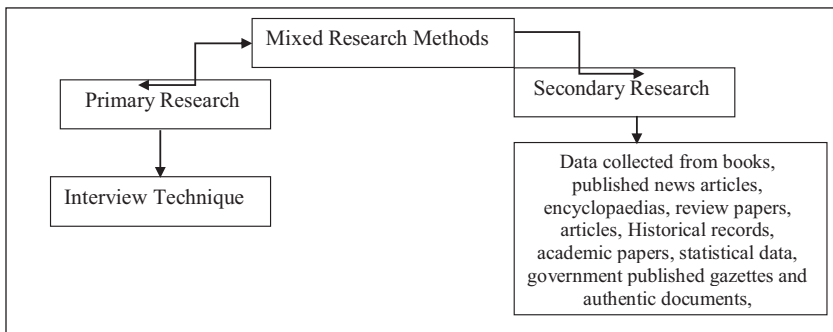 Mixed Research Methods
Primary Research
Secondary Research
Interview Technique
Data collected from books,
published news articles,
encyclopaedias, review papers,
articles, Historical records,
academic papers, statistical data,
government published gazettes and
authentic documents,